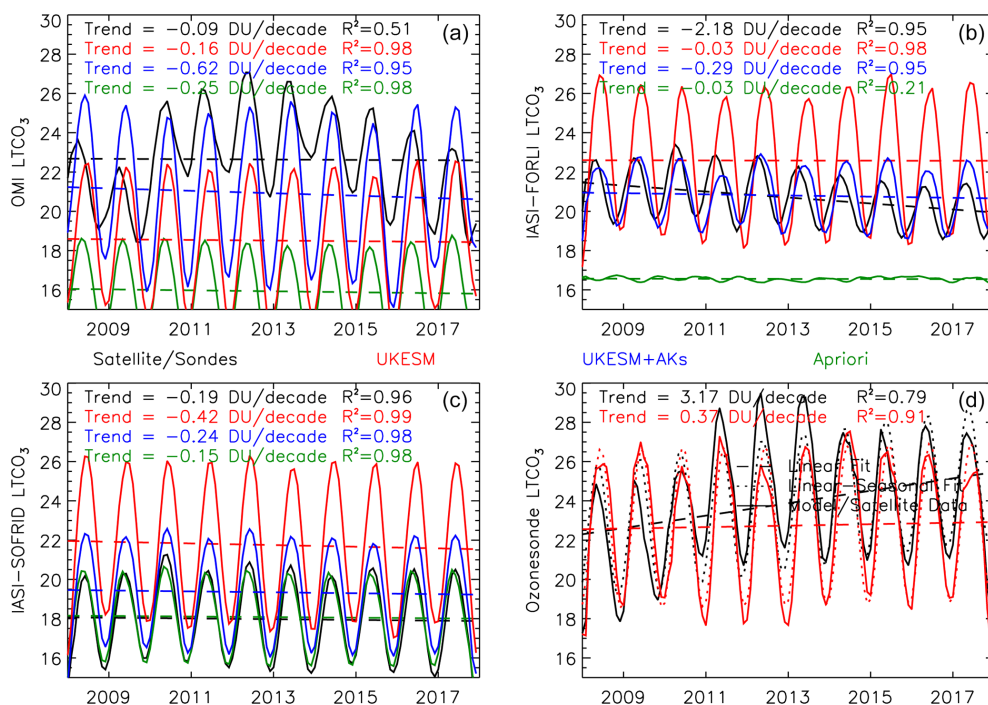 (a)
Trend = −0.09 DU/decade R²=0.51
Trend = −0.16 DU/decade R²=0.98
Trend = −0.62 DU/decade R²=0.95
Trend = −0.25 DU/decade R²=0.98
OMI LTCO₃
30
28
26
24
22
20
18
16
2009 2011 2013 2015 2017
(b)
Trend = −2.18 DU/decade R²=0.95
Trend = −0.03 DU/decade R²=0.98
Trend = −0.29 DU/decade R²=0.95
Trend = −0.03 DU/decade R²=0.21
IASI−FORLI LTCO₃
30
28
26
24
22
20
18
16
2009 2011 2013 2015 2017
Satellite/Sondes UKESM UKESM+AKs Apriori
(c)
Trend = −0.19 DU/decade R²=0.96
Trend = −0.42 DU/decade R²=0.99
Trend = −0.24 DU/decade R²=0.98
Trend = −0.15 DU/decade R²=0.98
IASI−SOFRID LTCO₃
30
28
26
24
22
20
18
16
2009 2011 2013 2015 2017
(d)
Trend = 3.17 DU/decade R²=0.79
Trend = 0.37 DU/decade R²=0.91
Linear Fit
Linear−Seasonal Fit
Model/Satellite Data
Ozonesonde LTCO₃
30
28
26
24
22
20
18
16
2009 2011 2013 2015 2017